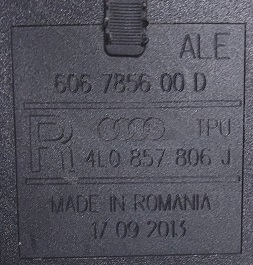 ALE
606 7856 00 D
TPU
4L0 857 806 J
MADE IN ROMANIA
17 09 2013